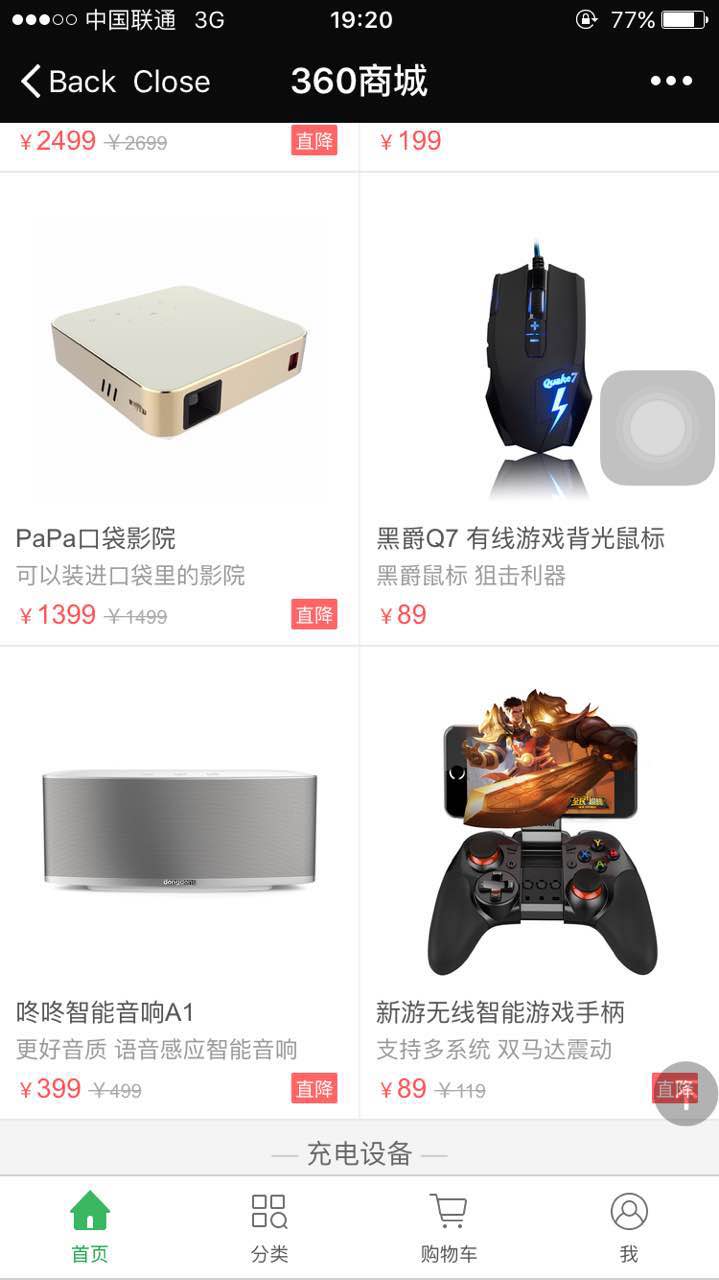 中国联通 3G 19:20 77%
Back Close 360商城
￥2499 ￥2699 直降
￥199
Quake7
PaPa口袋影院
可以装进口袋里的影院
￥1399 ￥1499 直降
黑爵Q7 有线游戏背光鼠标
黑爵鼠标 狙击利器
￥89
全民超神
Y
X
B
A
咚咚智能音响A1
更好音质 语音感应智能音响
￥399 ￥499 直降
新游无线智能游戏手柄
支持多系统 双马达震动
￥89 ￥119 直降
充电设备
首页 分类 购物车 我